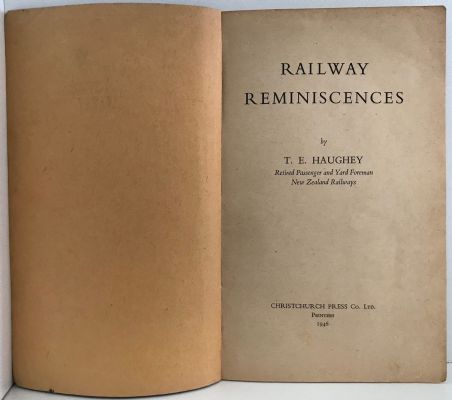 RAILWAY
REMINISCENCES
by
T. E. HAUGHEY
Retired Passenger and Yard Foreman
New Zealand Railways
CHRISTCHURCH PRESS CO. LTD.
PRINTERS
1946